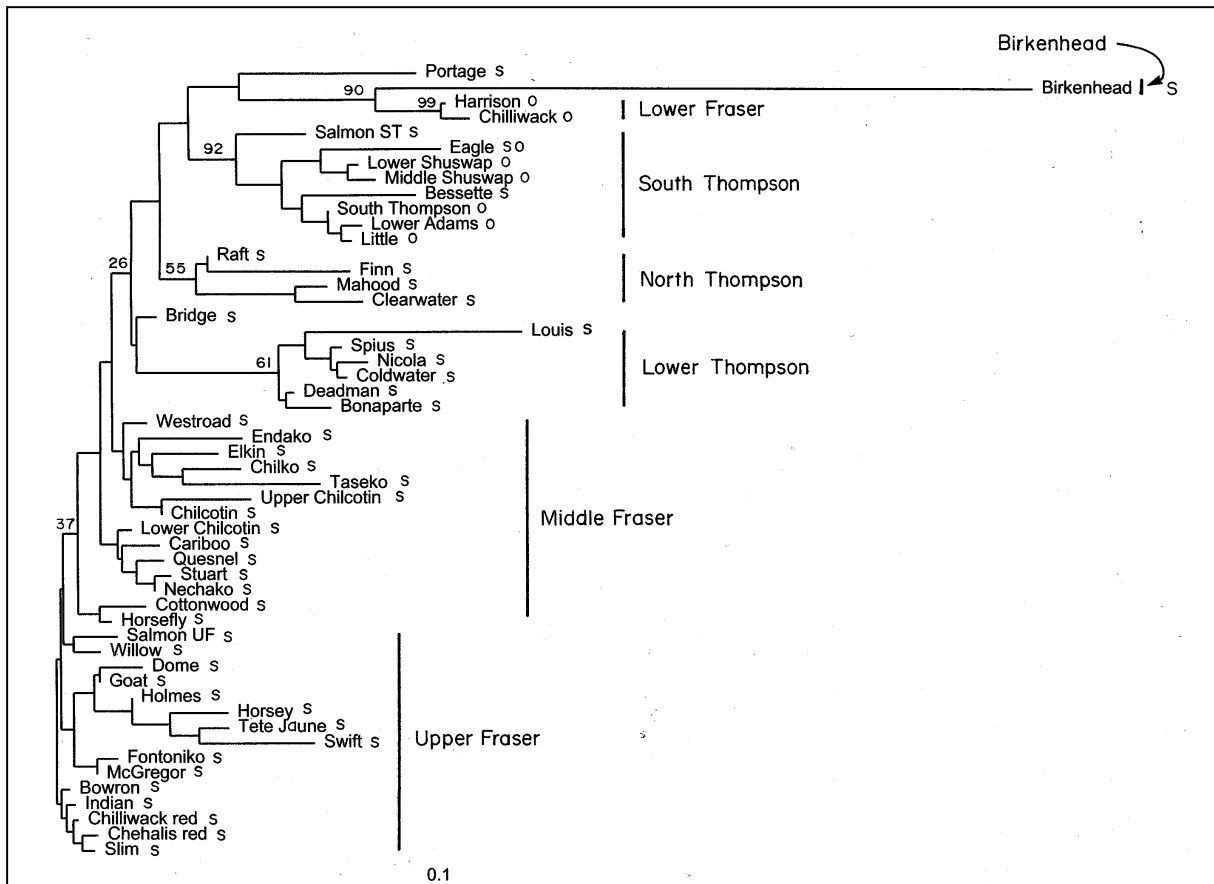 Birkenhead
Portage S
90
Birkenhead S
99 Harrison O
Lower Fraser
Chilliwack O
Salmon ST S
92
Eagle S O
Lower Shuswap O
Middle Shuswap O
South Thompson
Bessette S
South Thompson O
Lower Adams O
Little O
Raft S
26
55
Finn S
North Thompson
Mahood S
Clearwater S
Bridge S
Louis S
Spius S
61
Nicola S
Lower Thompson
Coldwater S
Deadman S
Bonaparte S
Westroad S
Endako S
Elkin S
Chilko S
Taseko S
Upper Chilcotin S
Chilcotin S
Middle Fraser
37
Lower Chilcotin S
Cariboo S
Quesnel S
Stuart S
Nechako S
Cottonwood S
Horsefly S
Salmon UF S
Willow S
Dome S
Goat S
Holmes S
Horsey S
Tete Jaune S
Swift S
Upper Fraser
Fontoniko S
McGregor S
Bowron S
Indian S
Chilliwack red S
Chehalis red S
Slim S
0.1